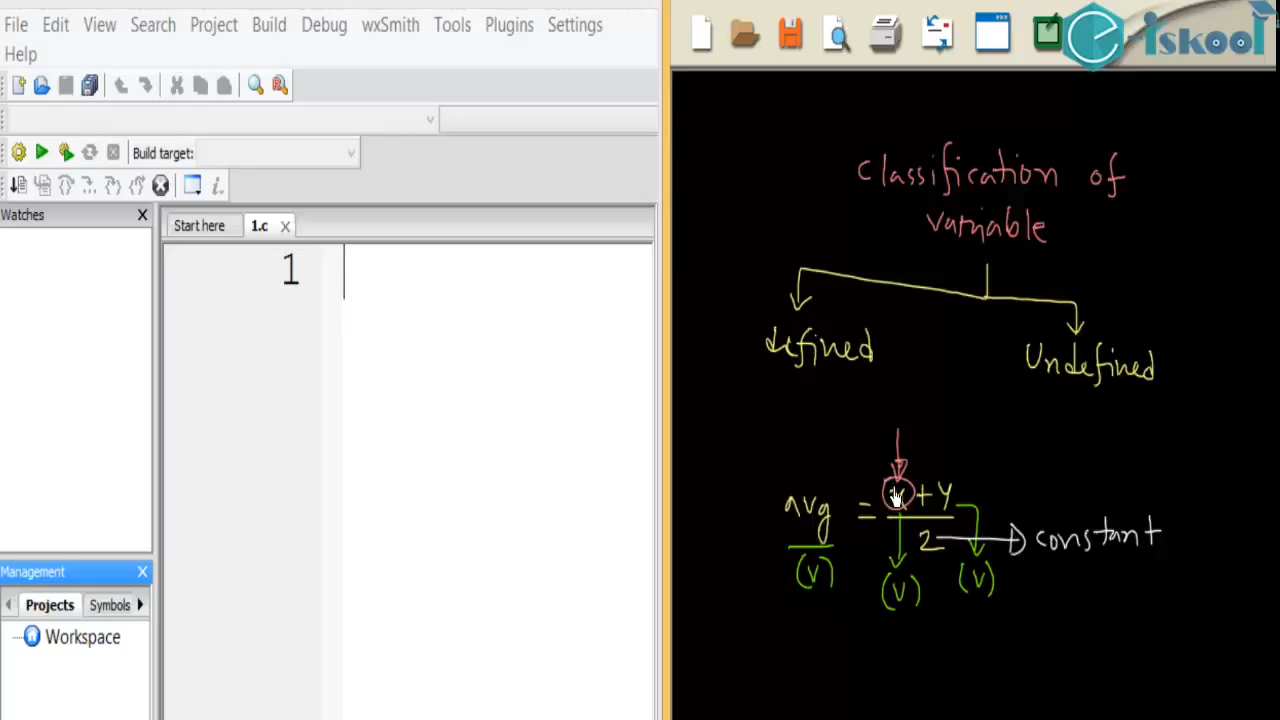 File Edit View Search Project Build Debug wxSmith Tools Plugins Settings
Help
Build target:
Watches X
Start here 1.c
1
Management X
Projects Symbols
Workspace
e-iskool
classification of
variable
defined
Undefined
avg = x + y
2 constant
(v) (v) (v)